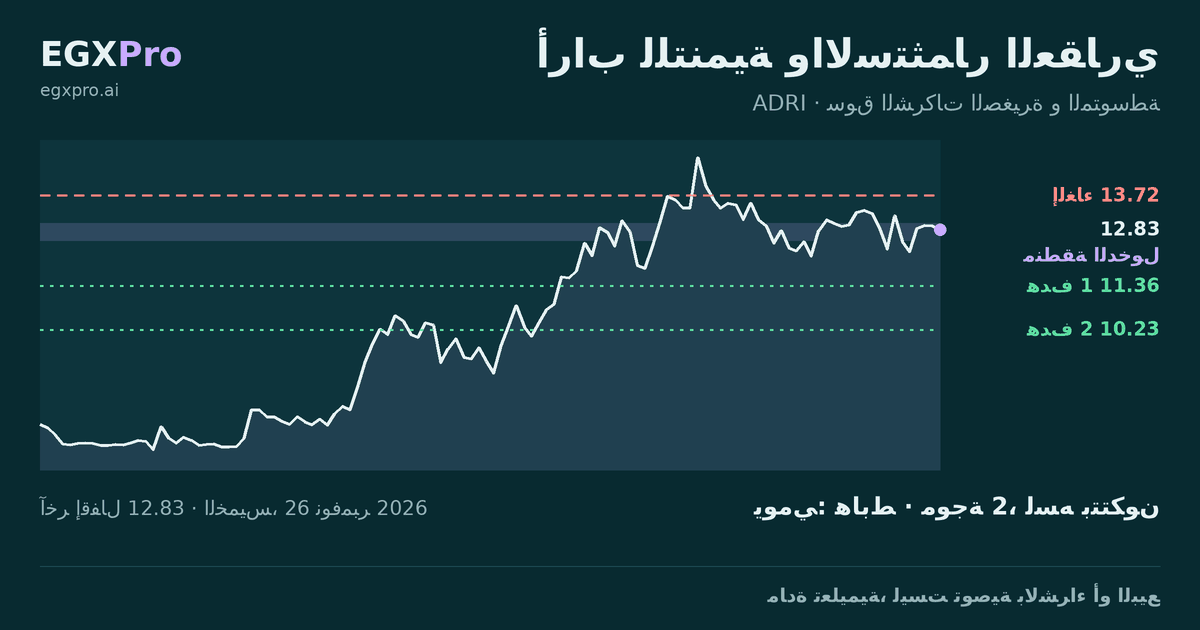 EGXPro
egxpro.ai
أراب للتنمية والاستثمار العقاري
ADRI · سوق الشركات الصغيرة و المتوسطة
إلغاء 13.72
12.83
منطقة الدخول
هدف 1 11.36
هدف 2 10.23
آخر إقفال 12.83 · الخميس، 26 نوفمبر 2026
يومي: هابط · موجة 2، لسه بتتكون
مادة تعليمية، ليست توصية بالشراء أو البيع